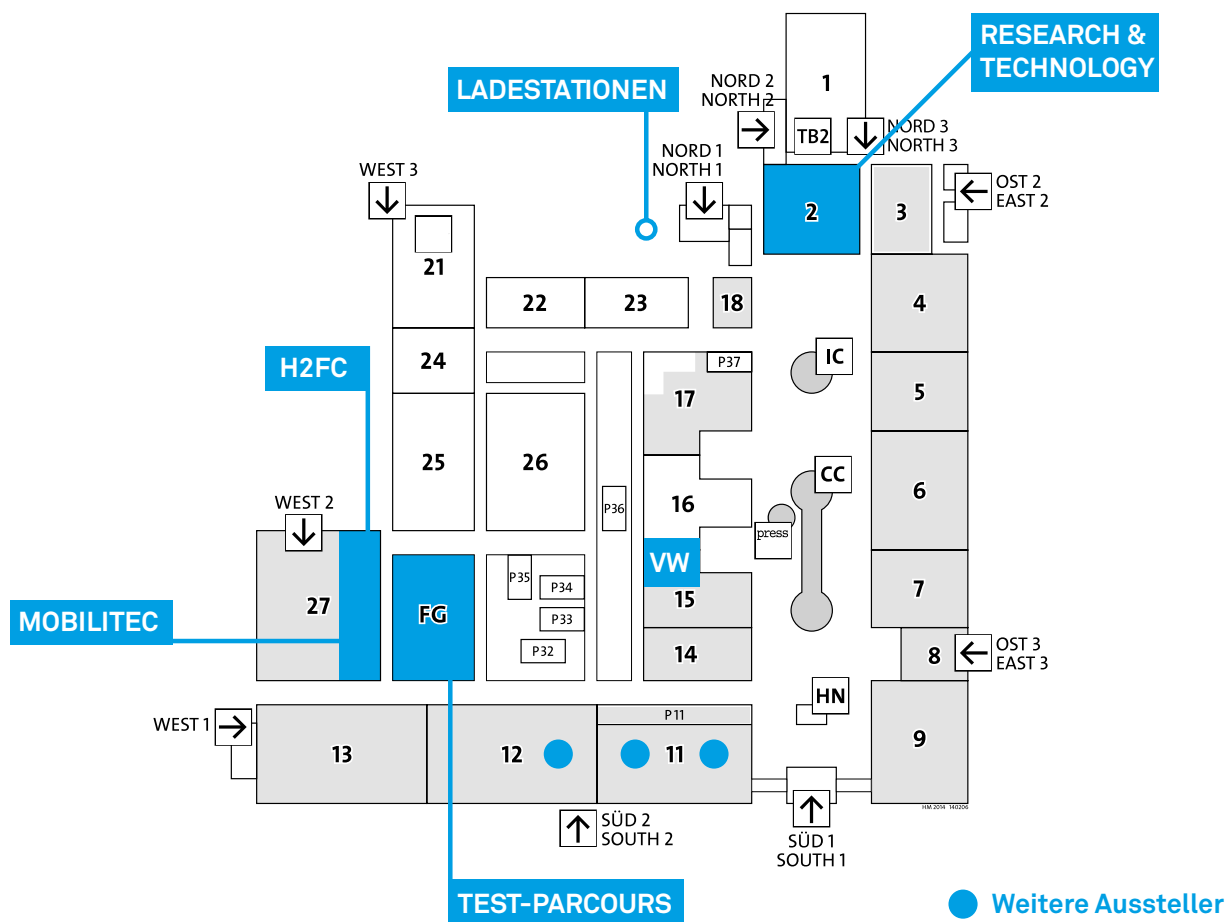 RESEARCH &
TECHNOLOGY
LADESTATIONEN
NORD 2
NORTH 2
1
TB2
NORD 3
NORTH 3
NORD 1
NORTH 1
WEST 3
OST 2
EAST 2
2
3
21
22
23
18
4
H2FC
24
P37
IC
5
17
25
26
CC
6
WEST 2
P36
16
press
VW
MOBILITEC
27
FG
P35
P34
P33
P32
15
14
7
8
OST 3
EAST 3
HN
WEST 1
13
12
P11
11
9
HM 2014 140206
SÜD 2
SOUTH 2
SÜD 1
SOUTH 1
TEST-PARCOURS
Weitere Aussteller